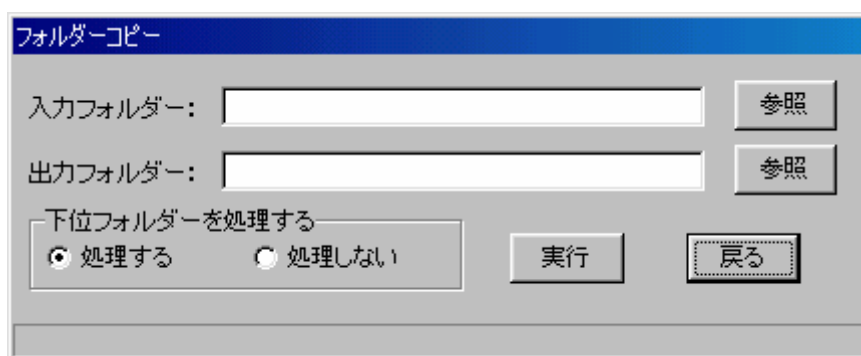 フォルダーコピー
入力フォルダー: 参照
出力フォルダー: 参照
下位フォルダーを処理する
処理する 処理しない 実行 戻る